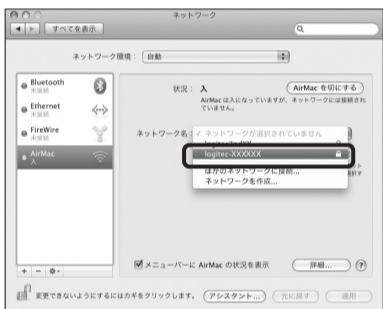 ネットワーク
すべてを表示
ネットワーク環境： 自動
Bluetooth
未接続
Ethernet
未接続
FireWire
未接続
AirMac
入
状況： 入
AirMac を切にする
AirMac は入になっていますが、ネットワークには接続されていません。
ネットワーク名：
✓ ネットワークが選択されていません
logitec-XXXXXX
ほかのネットワークに接続...
ネットワークを作成...
メニューバーに AirMac の状況を表示
詳細...
?
変更できないようにするにはカギをクリックします。
アシスタント...
元に戻す
適用